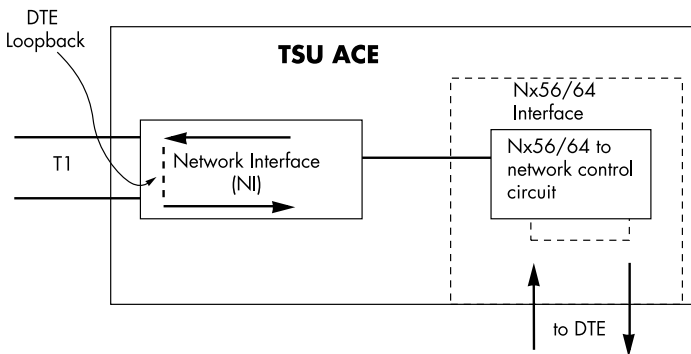 DTE
Loopback
TSU ACE
Nx56/64
Interface
T1
Network Interface
(NI)
Nx56/64 to
network control
circuit
to DTE